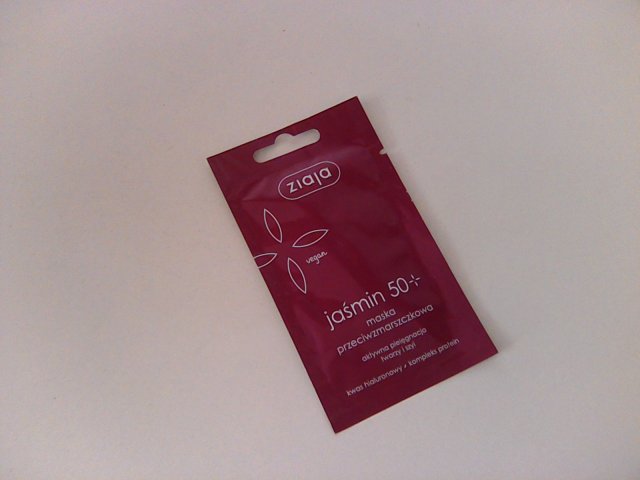 ziaja
vegan
jaśmin 50+
maska
przeciwzmarszczkowa
aktywna pielęgnacja
twarzy i szyi
kwas hialuronowy • kompleks protein